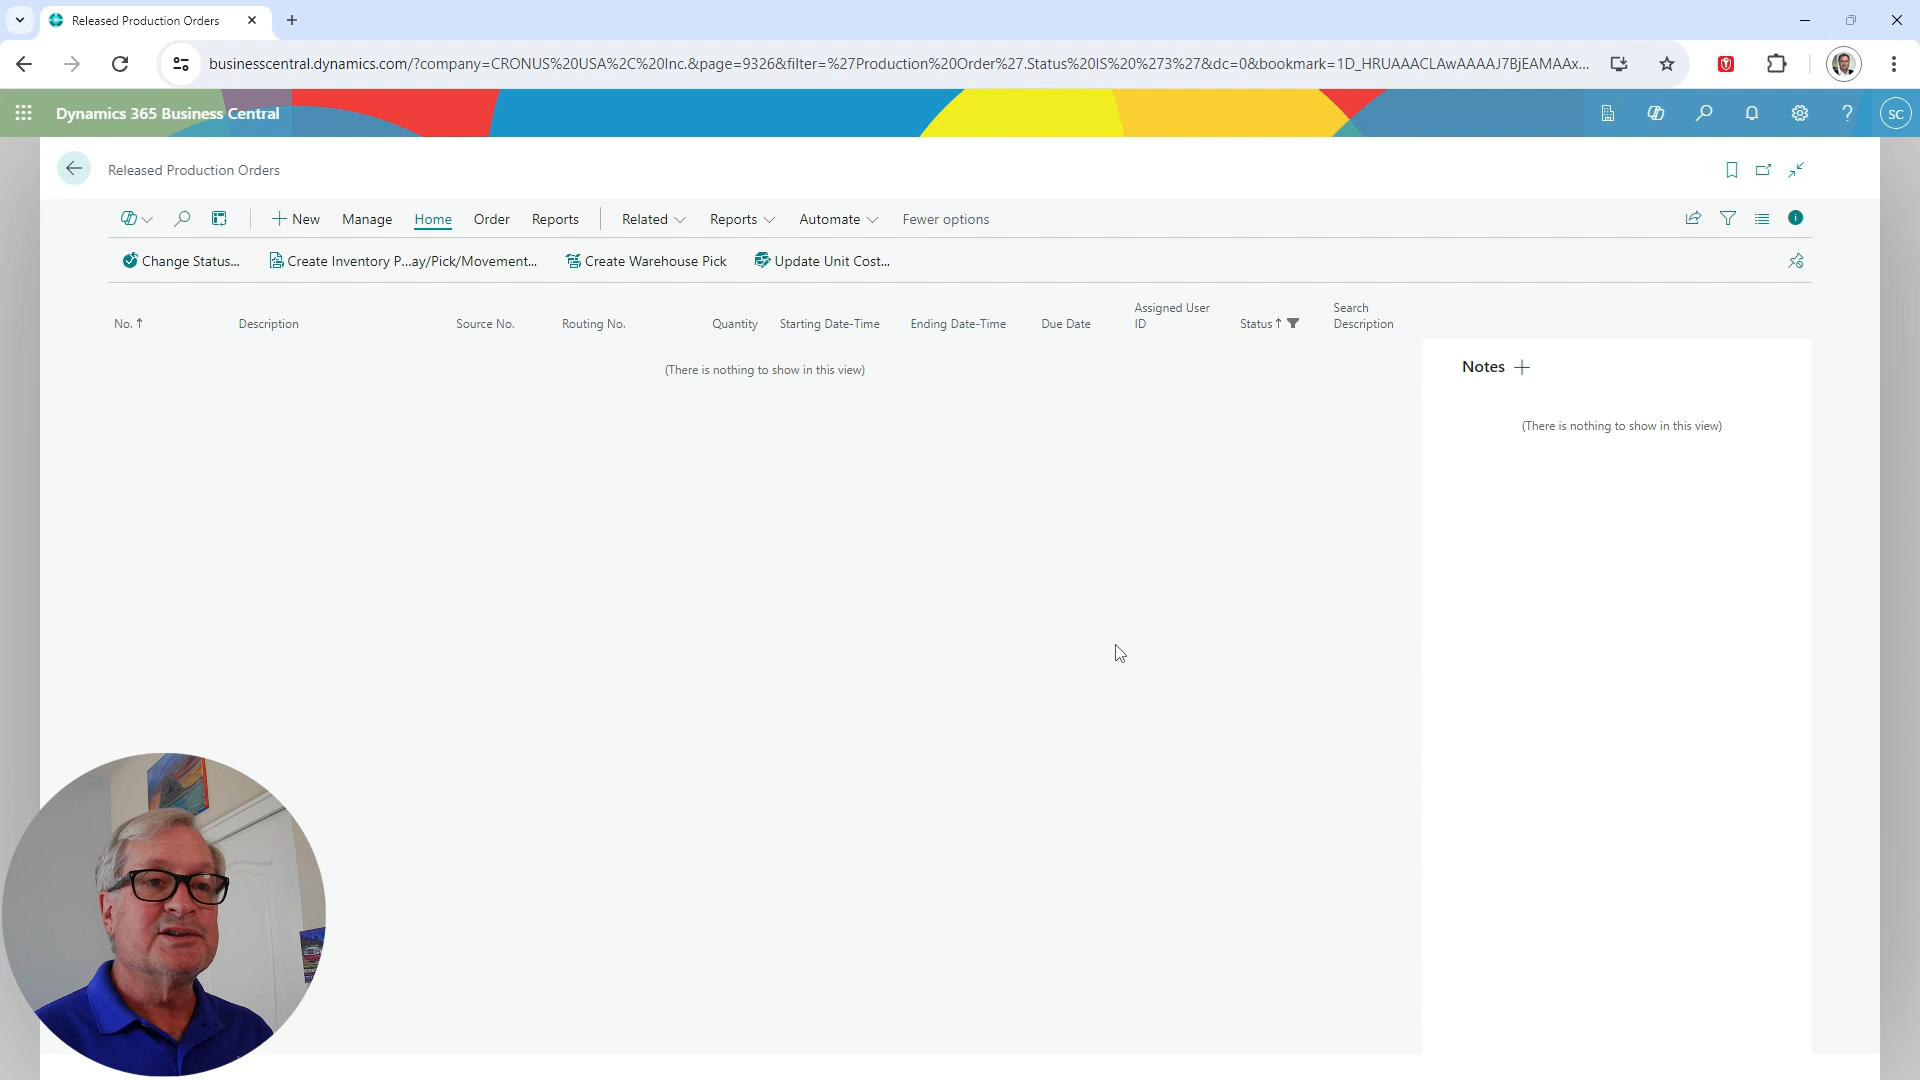 Released Production Orders
businesscentral.dynamics.com/?company=CRONUS%20USA%2C%20Inc.&page=9326&filter=%27Production%20Order%27.Status%20IS%20%273%27&dc=0&bookmark=1D_HRUAAACLAwAAAAJ7BjEAMAAx...
Dynamics 365 Business Central
SC
Released Production Orders
New Manage Home Order Reports Related Reports Automate Fewer options
Change Status... Create Inventory P...ay/Pick/Movement... Create Warehouse Pick Update Unit Cost...
No. ↑ Description Source No. Routing No. Quantity Starting Date-Time Ending Date-Time Due Date Assigned User ID Status ↑ Search Description
(There is nothing to show in this view)
Notes
(There is nothing to show in this view)